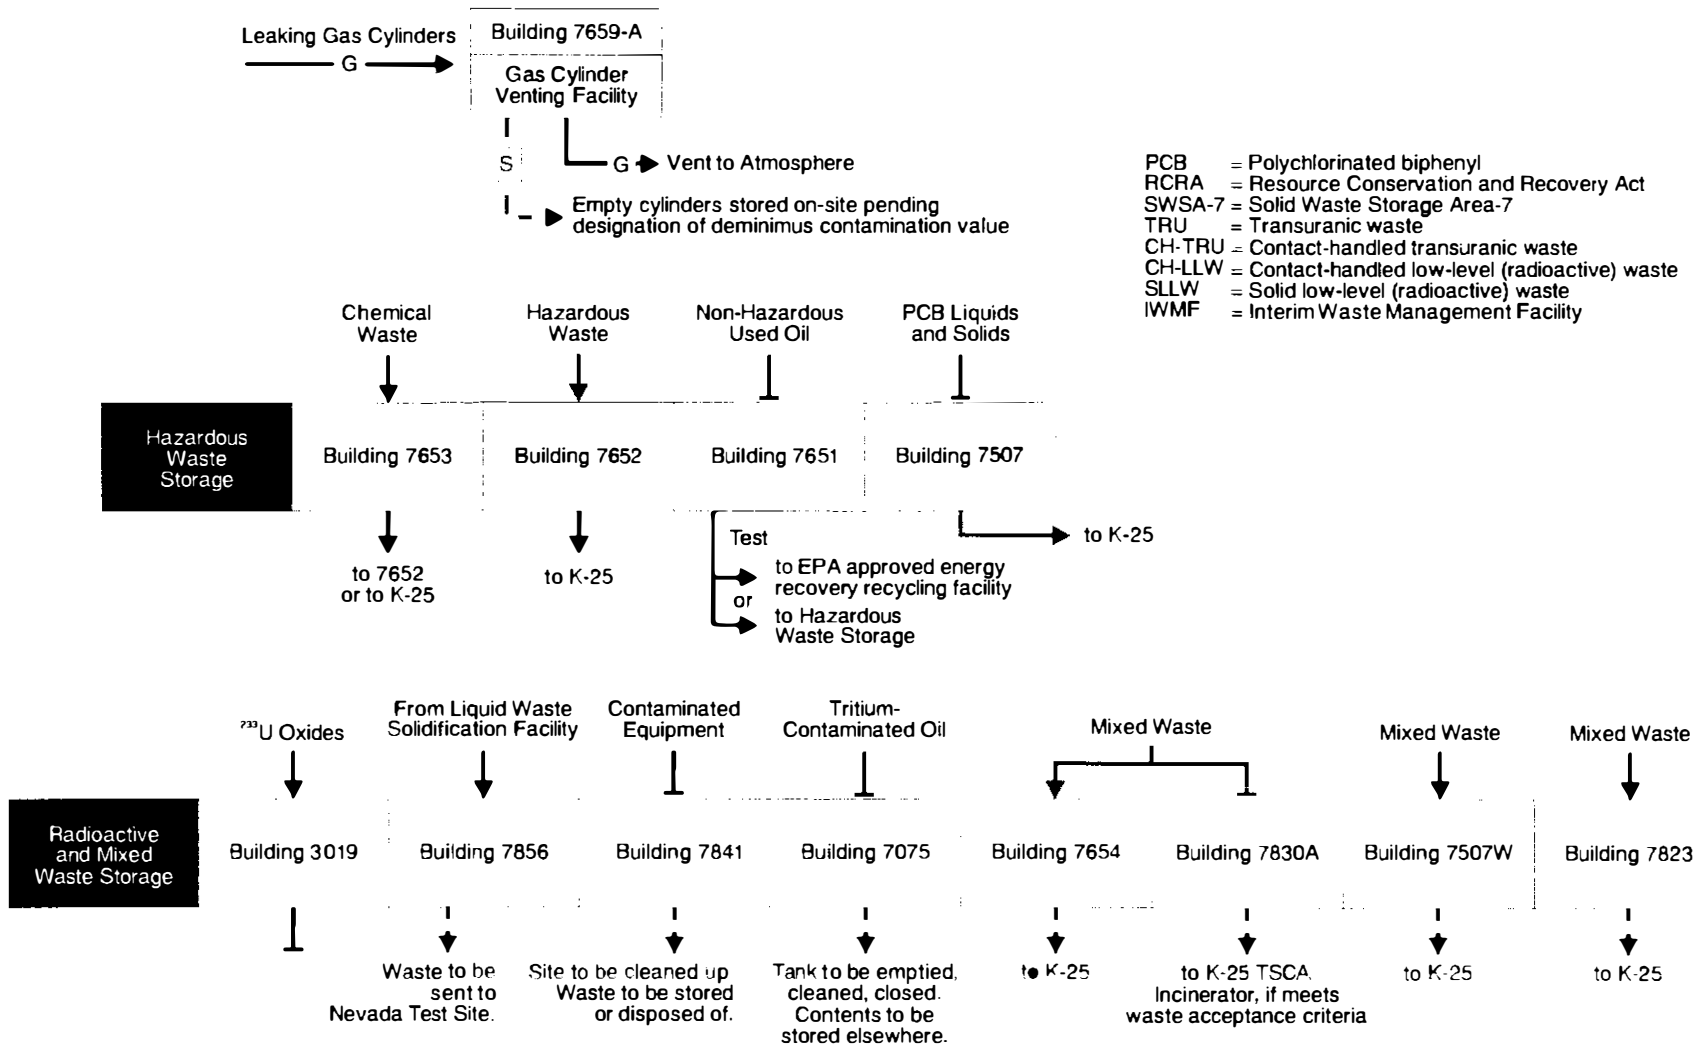 Leaking Gas Cylinders
G
Building 7659-A
Gas Cylinder
Venting Facility
S
G
Vent to Atmosphere
Empty cylinders stored on-site pending
designation of deminimus contamination value
PCB = Polychlorinated biphenyl
RCRA = Resource Conservation and Recovery Act
SWSA-7 = Solid Waste Storage Area-7
TRU = Transuranic waste
CH-TRU = Contact-handled transuranic waste
CH-LLW = Contact-handled low-level (radioactive) waste
SLLW = Solid low-level (radioactive) waste
IWMF = Interim Waste Management Facility
Chemical
Waste
Hazardous
Waste
Non-Hazardous
Used Oil
PCB Liquids
and Solids
Hazardous
Waste
Storage
Building 7653
Building 7652
Building 7651
Building 7507
to 7652
or to K-25
to K-25
Test
to EPA approved energy
recovery recycling facility
or
to Hazardous
Waste Storage
to K-25
²³³U Oxides
From Liquid Waste
Solidification Facility
Contaminated
Equipment
Tritium-
Contaminated Oil
Mixed Waste
Mixed Waste
Mixed Waste
Radioactive
and Mixed
Waste Storage
Building 3019
Building 7856
Building 7841
Building 7075
Building 7654
Building 7830A
Building 7507W
Building 7823
Waste to be
sent to
Nevada Test Site.
Site to be cleaned up
Waste to be stored
or disposed of.
Tank to be emptied,
cleaned, closed.
Contents to be
stored elsewhere.
to K-25
to K-25 TSCA
Incinerator, if meets
waste acceptance criteria
to K-25
to K-25